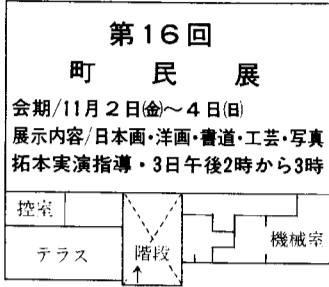 第16回
町民展
会期/11月2日㈮〜4日㈰
展示内容/日本画・洋画・書道・工芸・写真
拓本実演指導・3日午後2時から3時
控室
テラス
階段
機械室